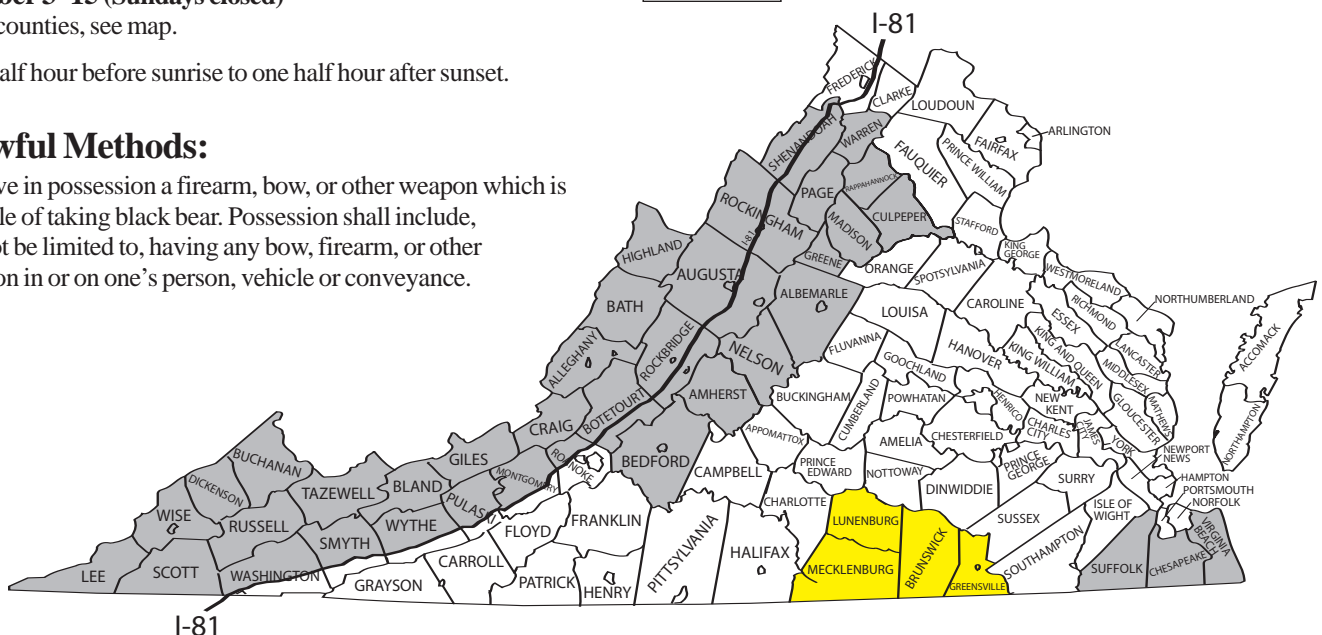 ber 3–15 (Sundays closed)
counties, see map.
alf hour before sunrise to one half hour after sunset.
wful Methods:
ve in possession a firearm, bow, or other weapon which is
le of taking black bear. Possession shall include,
ot be limited to, having any bow, firearm, or other
on in or on one’s person, vehicle or conveyance.
I-81
FREDERICK
CLARKE
LOUDOUN
SHENANDOAH
WARREN
FAUQUIER
PRINCE WILLIAM
FAIRFAX
ARLINGTON
PAGE
RAPPAHANNOCK
CULPEPER
STAFFORD
ROCKINGHAM
I-81
MADISON
GREENE
HIGHLAND
AUGUSTA
ORANGE
SPOTSYLVANIA
KING
GEORGE
WESTMORELAND
NORTHUMBERLAND
BATH
ALBEMARLE
LOUISA
CAROLINE
ESSEX
RICHMOND
LANCASTER
ACCOMACK
ALLEGHANY
ROCKBRIDGE
NELSON
FLUVANNA
GOOCHLAND
HANOVER
KING WILLIAM
KING AND QUEEN
MIDDLESEX
MATHEWS
GLOUCESTER
NORTHAMPTON
CRAIG
BOTETOURT
AMHERST
BUCKINGHAM
CUMBERLAND
POWHATAN
HENRICO
NEW
KENT
CHARLES
CITY
JAMES
CITY
YORK
NEWPORT
NEWS
HAMPTON
PORTSMOUTH
NORFOLK
VIRGINIA
BEACH
BUCHANAN
DICKENSON
WISE
TAZEWELL
BLAND
GILES
MONTGOMERY
ROANOKE
BEDFORD
APPOMATTOX
CAMPBELL
PRINCE
EDWARD
AMELIA
CHESTERFIELD
NOTTOWAY
PRINCE
GEORGE
DINWIDDIE
SURRY
ISLE OF
WIGHT
RUSSELL
SMYTH
WYTHE
PULASKI
FLOYD
FRANKLIN
CHARLOTTE
LUNENBURG
SUSSEX
LEE
SCOTT
WASHINGTON
GRAYSON
CARROLL
PATRICK
HENRY
PITTSYLVANIA
HALIFAX
MECKLENBURG
BRUNSWICK
GREENSVILLE
SOUTHAMPTON
SUFFOLK
CHESAPEAKE
I-81